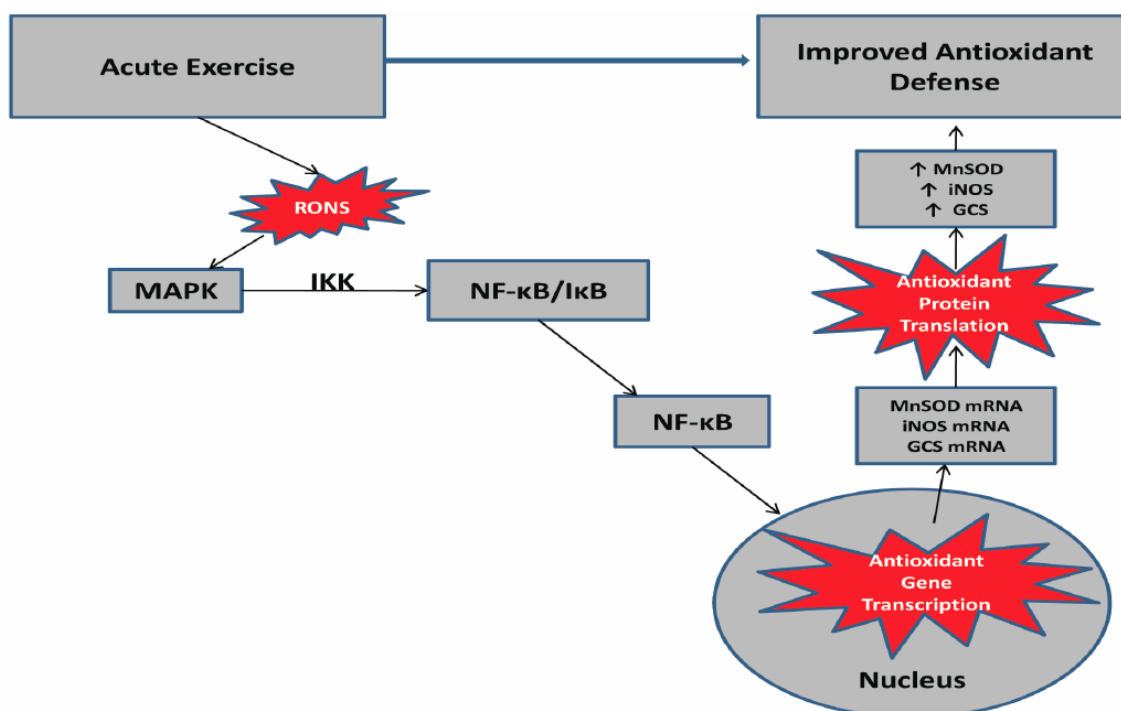 Acute Exercise
Improved Antioxidant
Defense
RONS
MAPK
IKK
NF-κB/IκB
NF-κB
Nucleus
Antioxidant
Gene
Transcription
MnSOD mRNA
iNOS mRNA
GCS mRNA
Antioxidant
Protein
Translation
↑ MnSOD
↑ iNOS
↑ GCS